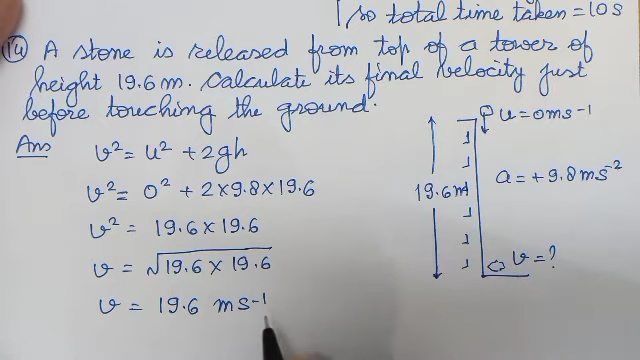 so total time taken = 10 s
(14) A stone is released from top of a tower of
height 19.6 m. Calculate its final velocity just
before touching the ground.
Ans
v² = u² + 2gh
v² = 0² + 2 × 9.8 × 19.6
v² = 19.6 × 19.6
v = √19.6 × 19.6
v = 19.6 ms⁻¹
u = 0 ms⁻¹
19.6 m
a = + 9.8 ms⁻²
v = ?